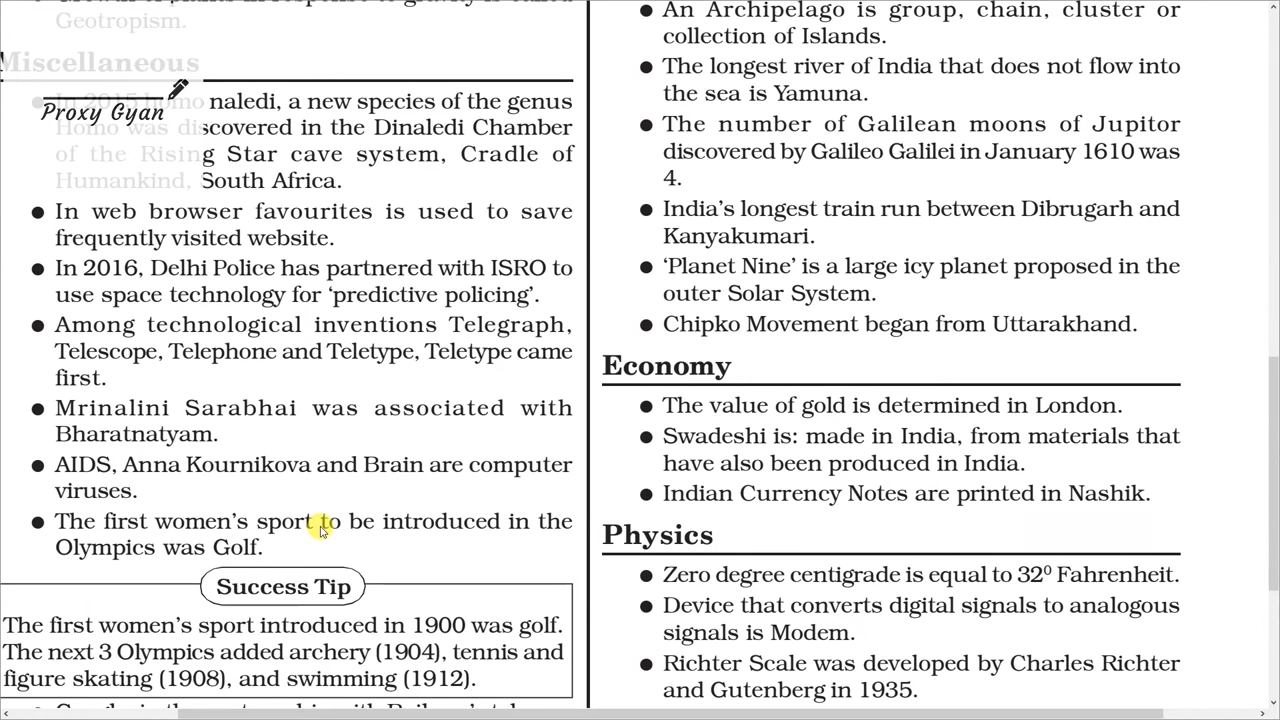 Geotropism.
Miscellaneous
Proxy Gyan
In 2015 homo naledi, a new species of the genus
Homo was discovered in the Dinaledi Chamber
of the Rising Star cave system, Cradle of
Humankind, South Africa.
● In web browser favourites is used to save
frequently visited website.
● In 2016, Delhi Police has partnered with ISRO to
use space technology for ‘predictive policing’.
● Among technological inventions Telegraph,
Telescope, Telephone and Teletype, Teletype came
first.
● Mrinalini Sarabhai was associated with
Bharatnatyam.
● AIDS, Anna Kournikova and Brain are computer
viruses.
● The first women’s sport to be introduced in the
Olympics was Golf.
Success Tip
The first women’s sport introduced in 1900 was golf.
The next 3 Olympics added archery (1904), tennis and
figure skating (1908), and swimming (1912).
● An Archipelago is group, chain, cluster or
collection of Islands.
● The longest river of India that does not flow into
the sea is Yamuna.
● The number of Galilean moons of Jupitor
discovered by Galileo Galilei in January 1610 was
4.
● India’s longest train run between Dibrugarh and
Kanyakumari.
● ‘Planet Nine’ is a large icy planet proposed in the
outer Solar System.
● Chipko Movement began from Uttarakhand.
Economy
● The value of gold is determined in London.
● Swadeshi is: made in India, from materials that
have also been produced in India.
● Indian Currency Notes are printed in Nashik.
Physics
● Zero degree centigrade is equal to 32⁰ Fahrenheit.
● Device that converts digital signals to analogous
signals is Modem.
● Richter Scale was developed by Charles Richter
and Gutenberg in 1935.